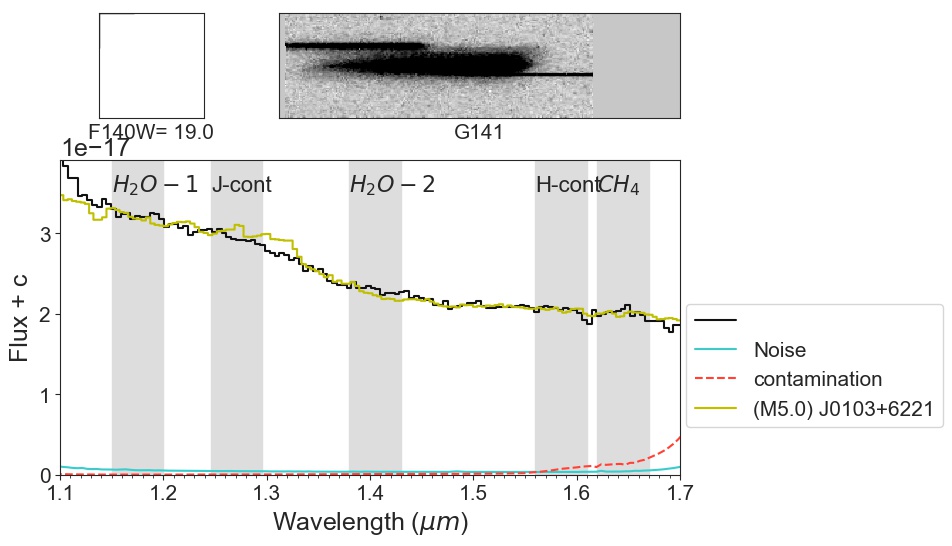 F140W= 19.0
G141
1e−17
H₂O − 1
J-cont
H₂O − 2
H-cont
CH₄
3
2
1
0
Flux + c
1.1
1.2
1.3
1.4
1.5
1.6
1.7
Wavelength (μm)
Noise
contamination
(M5.0) J0103+6221